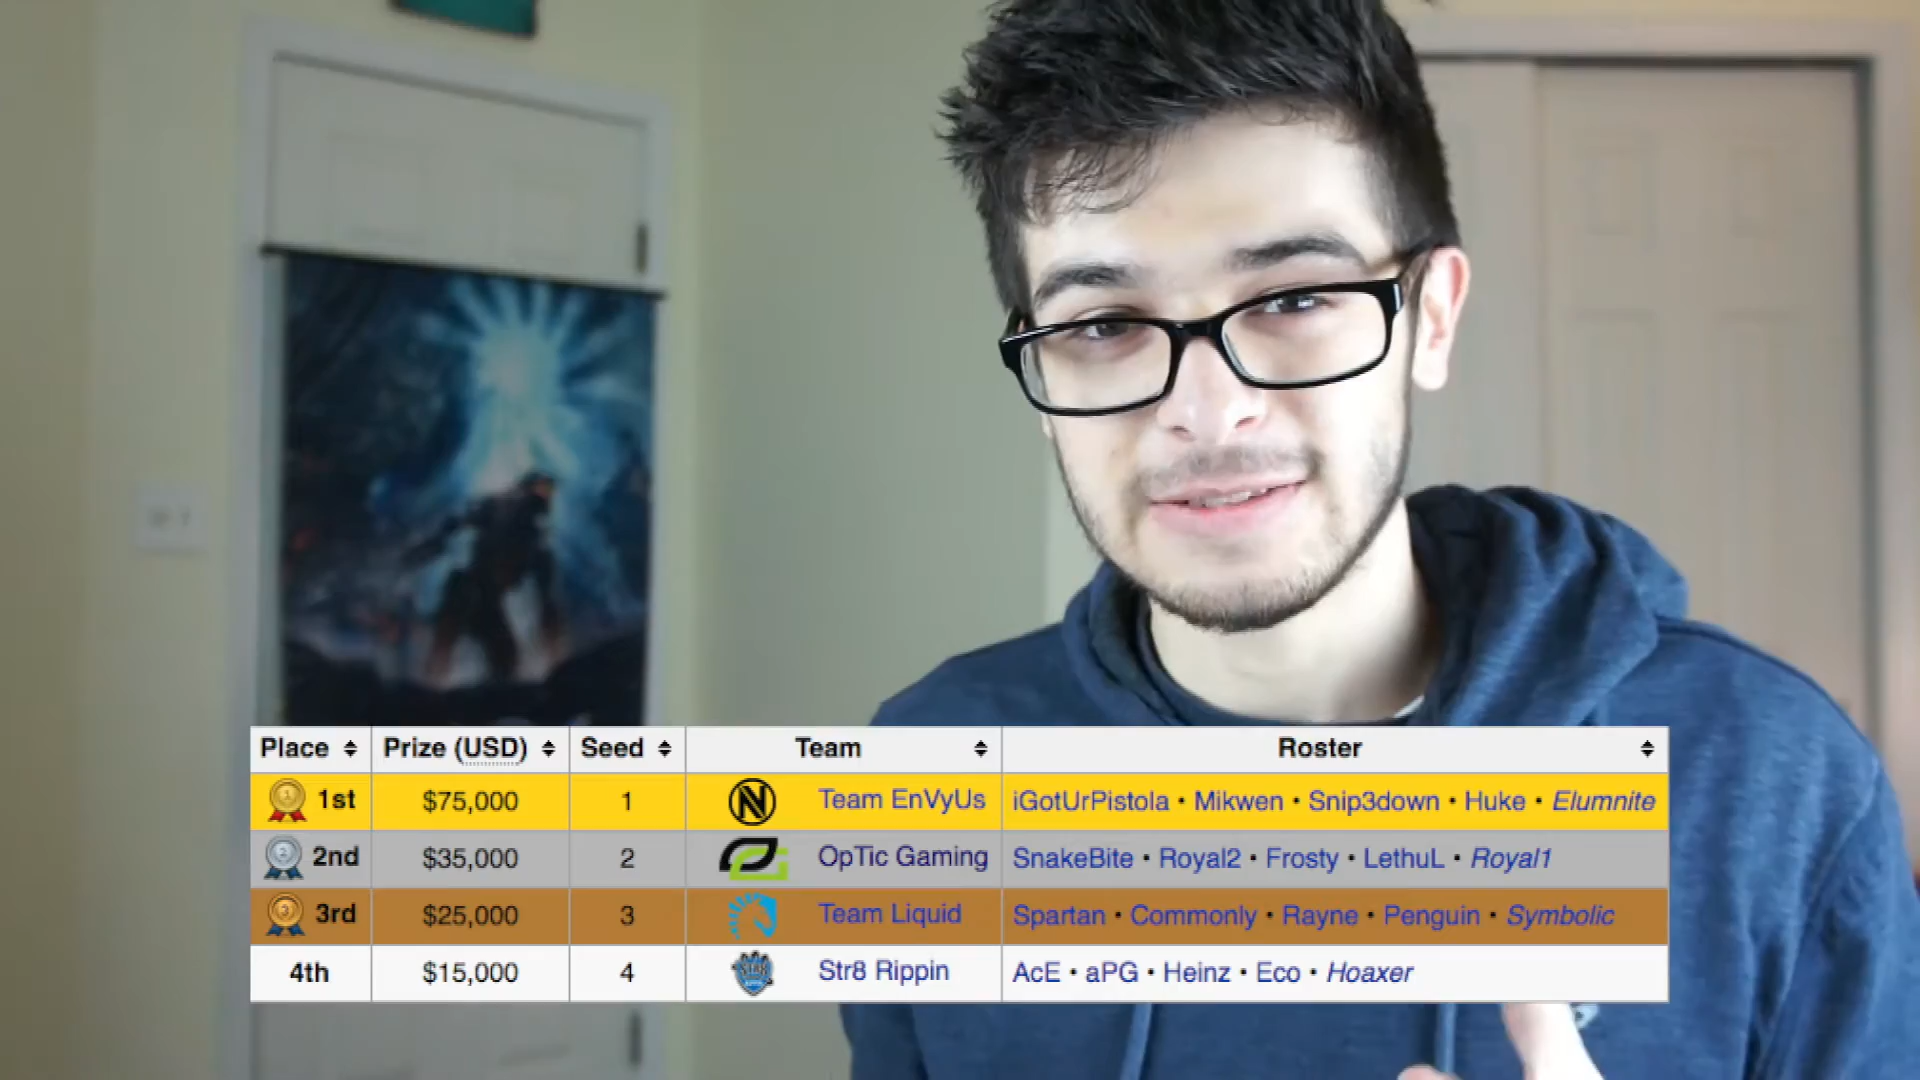 Place Prize (USD) Seed Team Roster
1st $75,000 1 Team EnVyUs iGotUrPistola • Mikwen • Snip3down • Huke • Elumnite
2nd $35,000 2 OpTic Gaming SnakeBite • Royal2 • Frosty • LethuL • Royal1
3rd $25,000 3 Team Liquid Spartan • Commonly • Rayne • Penguin • Symbolic
4th $15,000 4 Str8 Rippin AcE • aPG • Heinz • Eco • Hoaxer